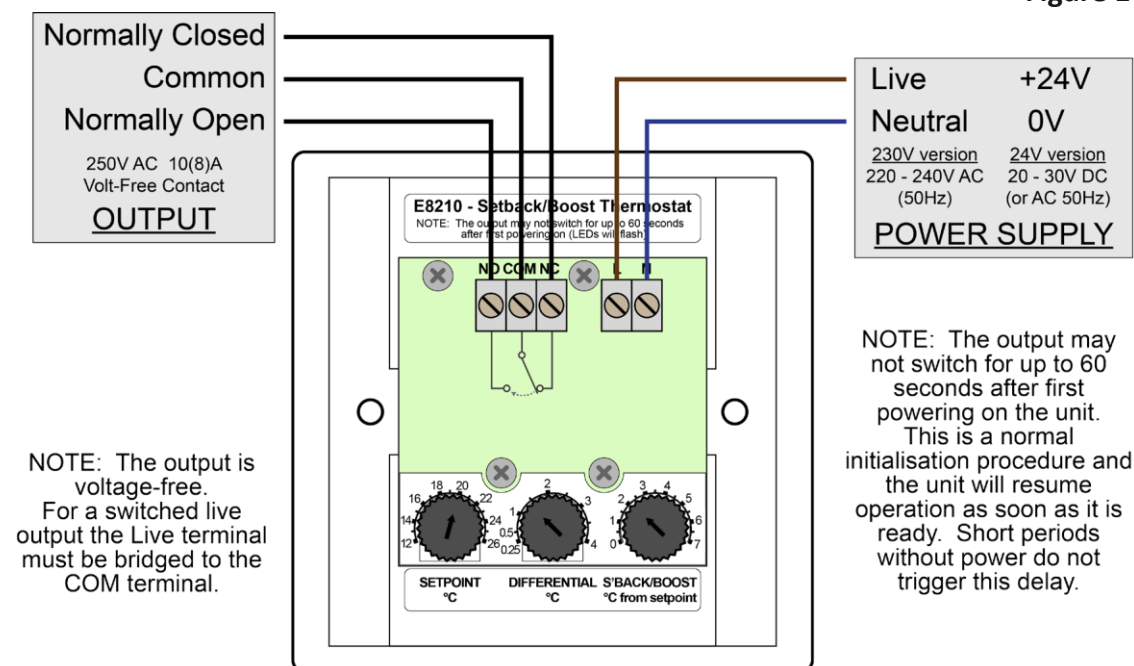 Normally Closed
Common
Normally Open
250V AC 10(8)A
Volt-Free Contact
OUTPUT
Live +24V
Neutral 0V
230V version 24V version
220 - 240V AC 20 - 30V DC
(50Hz) (or AC 50Hz)
POWER SUPPLY
E8210 - Setback/Boost Thermostat
NOTE: The output may not switch for up to 60 seconds
after first powering on (LEDs will flash)
NO COM NC L N
NOTE: The output is
voltage-free.
For a switched live
output the Live terminal
must be bridged to the
COM terminal.
NOTE: The output may
not switch for up to 60
seconds after first
powering on the unit.
This is a normal
initialisation procedure and
the unit will resume
operation as soon as it is
ready. Short periods
without power do not
trigger this delay.
12 14 16 18 20 22 24 26
0.25 0.5 1 2 3 4
0 1 2 3 4 5 6 7
SETPOINT DIFFERENTIAL S'BACK/BOOST
°C °C °C from setpoint